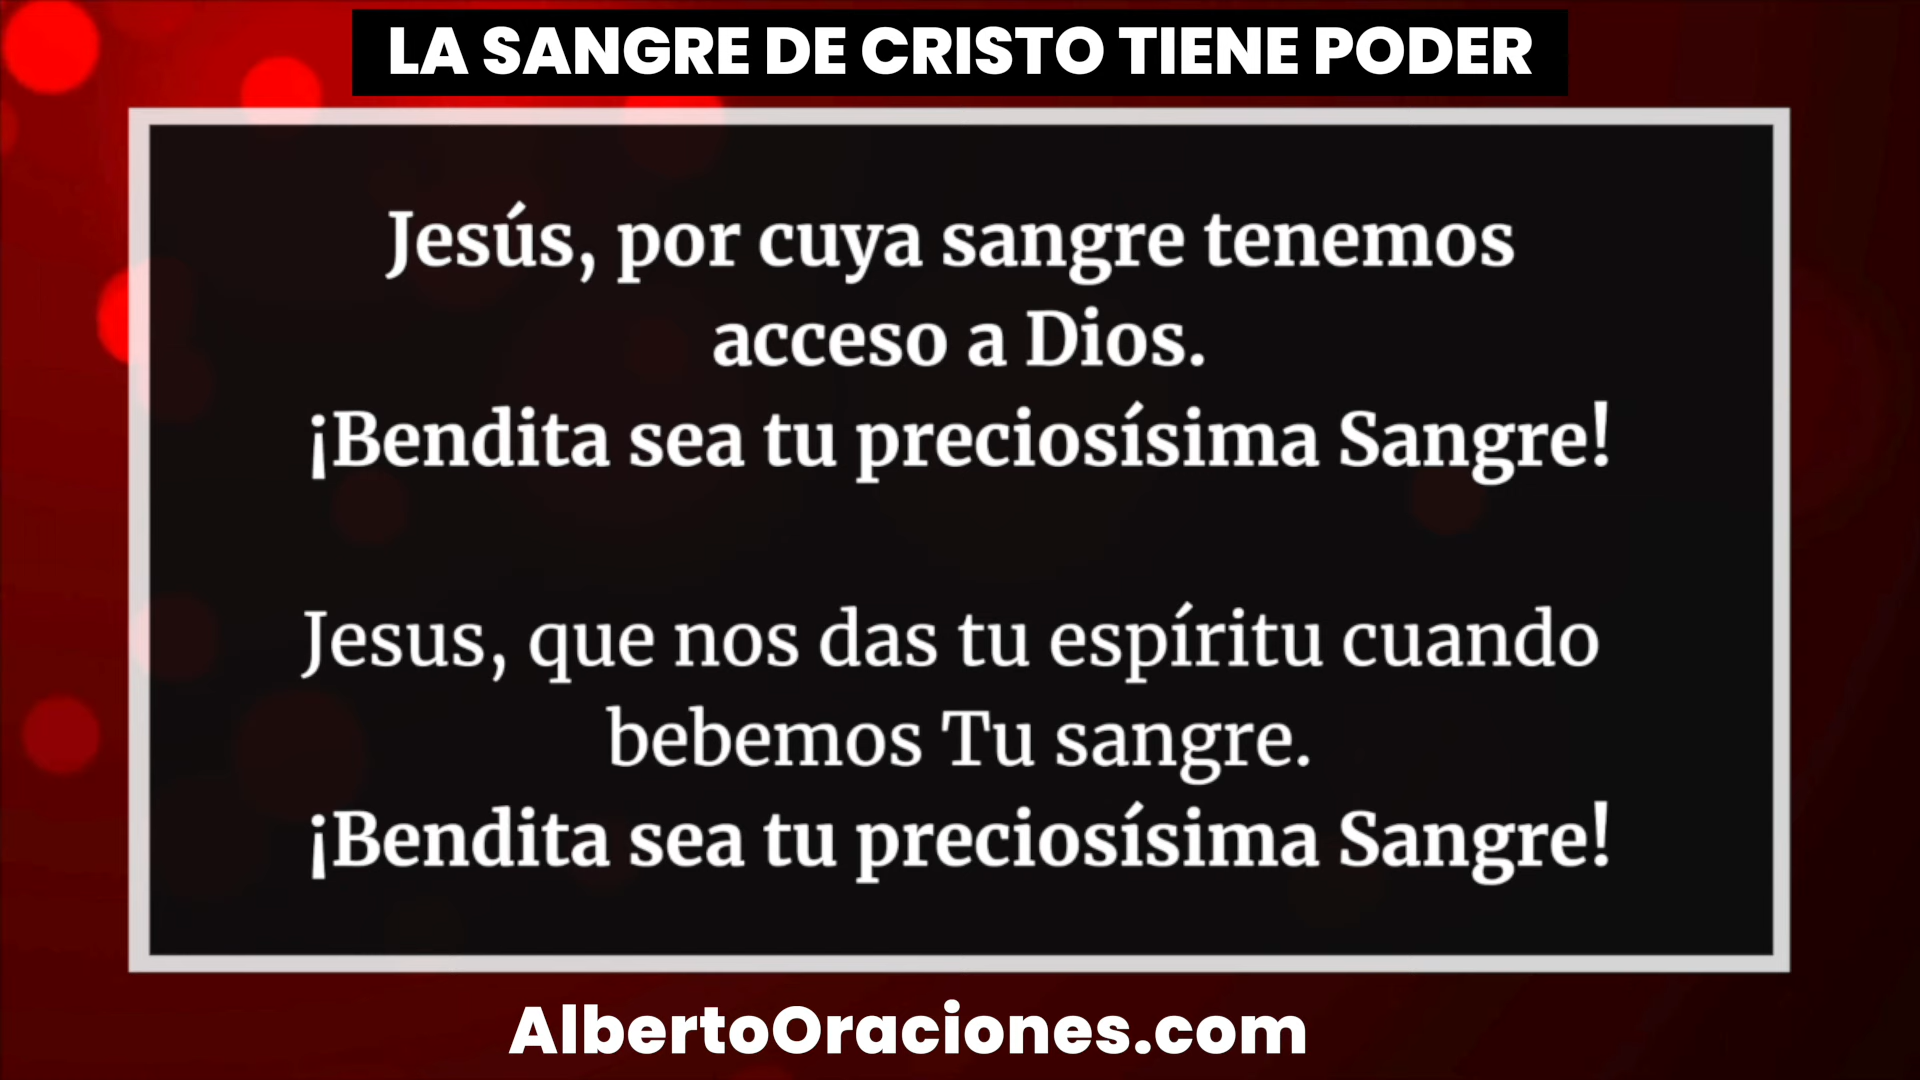 LA SANGRE DE CRISTO TIENE PODER
Jesús, por cuya sangre tenemos
acceso a Dios.
¡Bendita sea tu preciosísima Sangre!
Jesus, que nos das tu espíritu cuando
bebemos Tu sangre.
¡Bendita sea tu preciosísima Sangre!
AlbertoOraciones.com